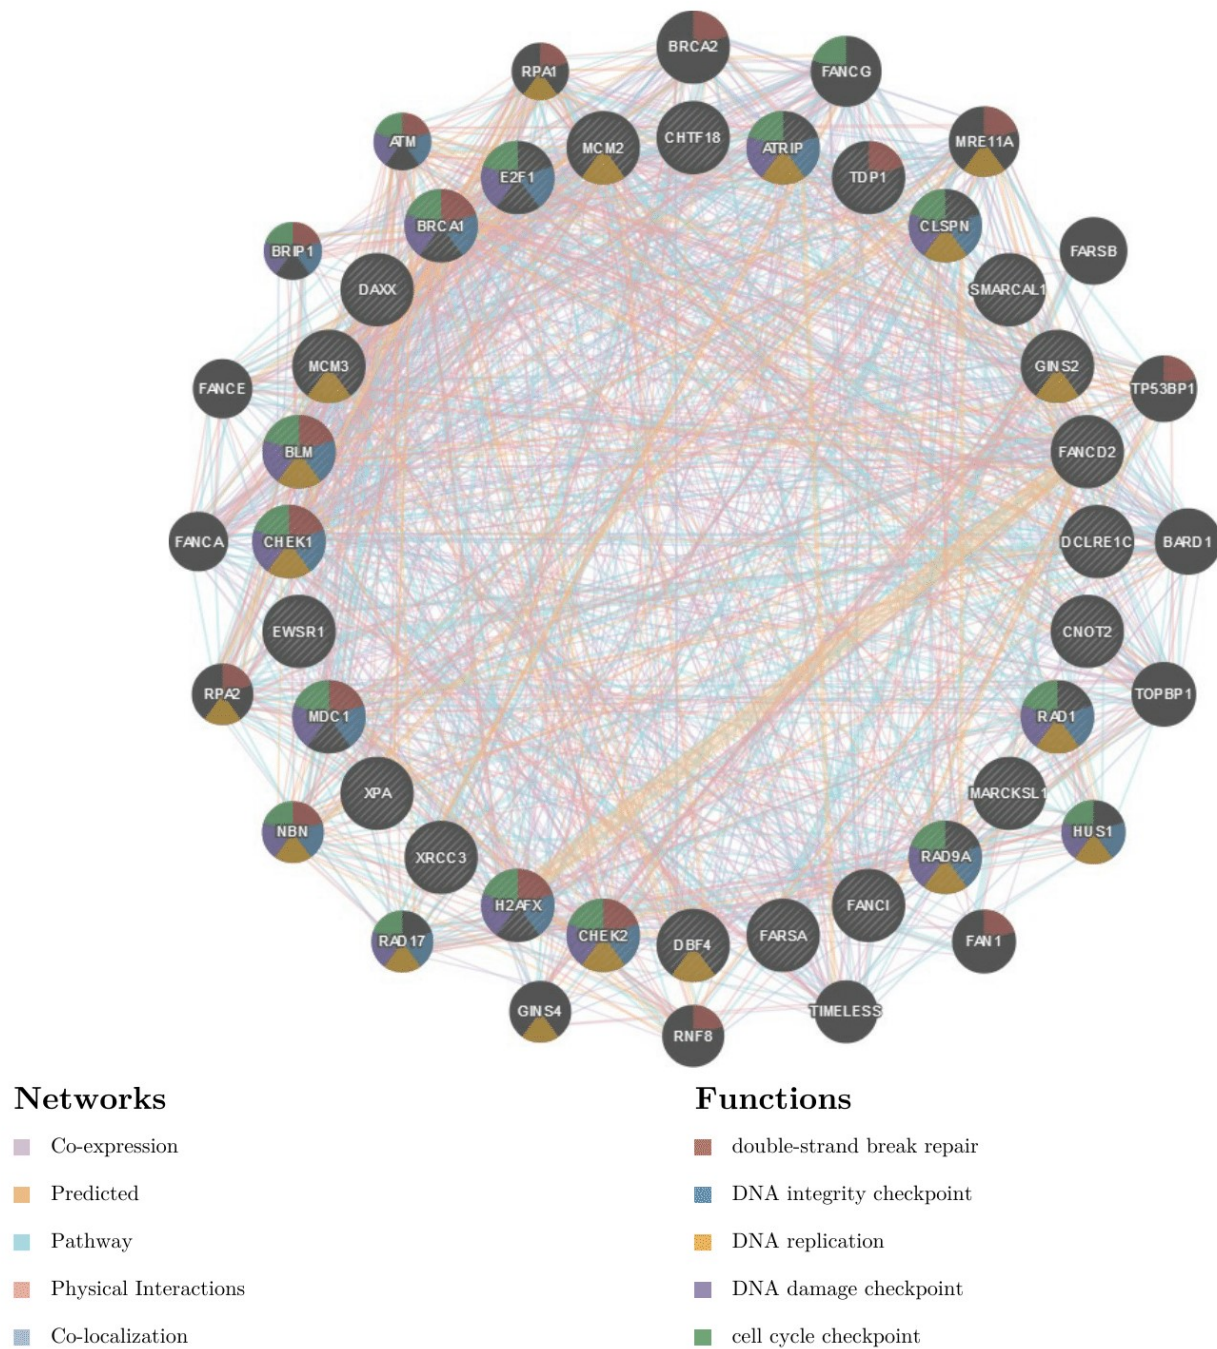 BRCA2
RPA1
FANCG
CHTF18
ATM
MCM2
ATRIP
MRE11A
E2F1
TDP1
BRCA1
CLSPN
BRIP1
FARSB
DAXX
SMARCAL1
MCM3
GINS2
FANCE
TP53BP1
BLM
FANCD2
FANCA
CHEK1
DCLRE1C
BARD1
EWSR1
CNOT2
RPA2
TOPBP1
MDC1
RAD1
XPA
MARCKSL1
NBN
HUS1
XRCC3
RAD9A
H2AFX
FANCI
RAD17
CHEK2
DBF4
FARSA
FAN1
GINS4
TIMELESS
RNF8
Networks
Co-expression
Predicted
Pathway
Physical Interactions
Co-localization
Functions
double-strand break repair
DNA integrity checkpoint
DNA replication
DNA damage checkpoint
cell cycle checkpoint